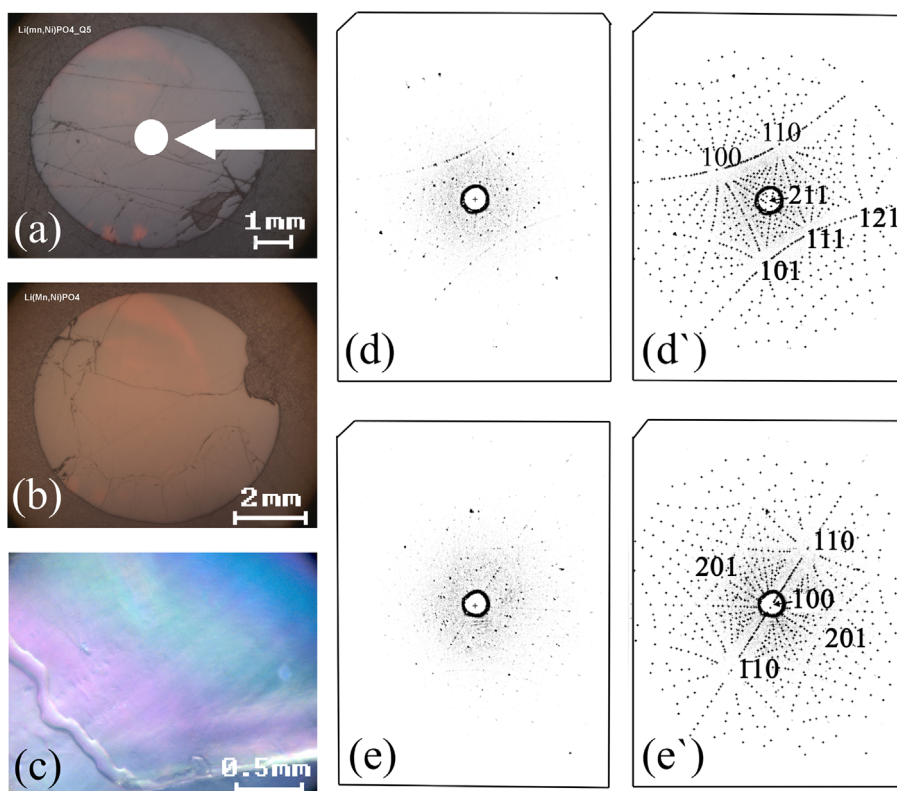 Li(mn,Ni)PO4_Q5
1mm
(a)
Li(Mn,Ni)PO4
2mm
(b)
0.5mm
(c)
(d)
110
100
211
121
111
101
(d`)
(e)
110
201
100
201
110
(e`)